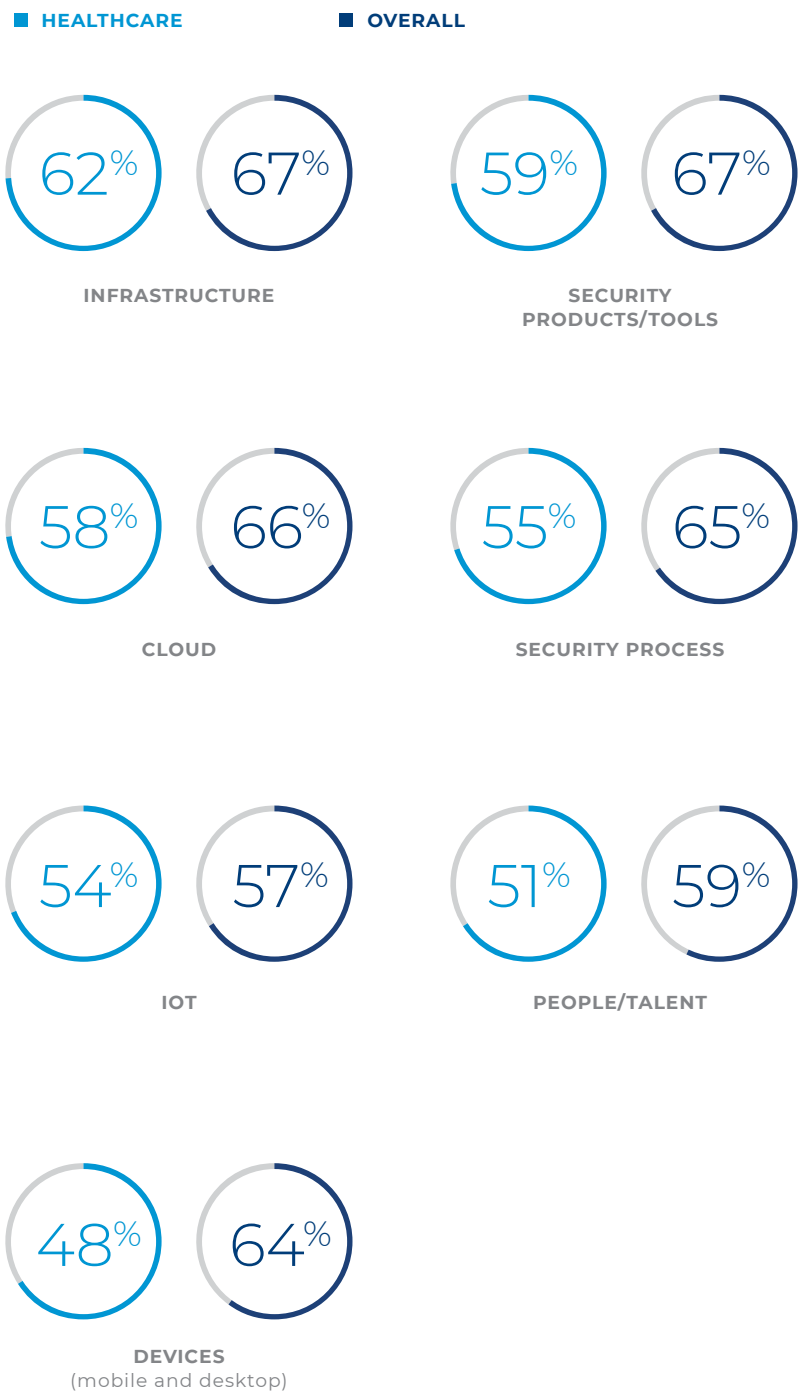 HEALTHCARE
OVERALL
62%
67%
INFRASTRUCTURE
59%
67%
SECURITY
PRODUCTS/TOOLS
58%
66%
CLOUD
55%
65%
SECURITY PROCESS
54%
57%
IOT
51%
59%
PEOPLE/TALENT
48%
64%
DEVICES
(mobile and desktop)